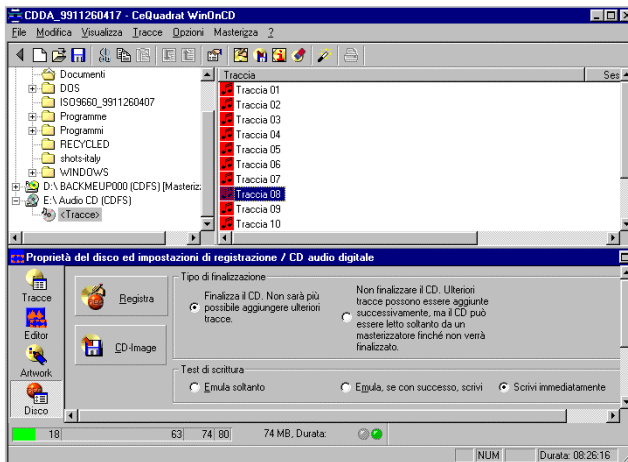 CDDA_9911260417 - CeQuadrat WinOnCD
File Modifica Visualizza Tracce Opzioni Masterizga ?
Documenti
DOS
ISO9660_9911260407
Programme
Programmi
RECYCLED
shots-italy
WINDOWS
D:\ BACKMEUP000 (CDFS) [Masteriz:
E:\ Audio CD (CDFS)
<Tracce>
Traccia Ses
Traccia 01
Traccia 02
Traccia 03
Traccia 04
Traccia 05
Traccia 06
Traccia 07
Traccia 08
Traccia 09
Traccia 10
Proprietà del disco ed impostazioni di registrazione / CD audio digitale
Tracce
Editor
Artwork
Disco
Registra
CD-Image
Tipo di finalizzazione
Finalizza il CD. Non sarà più
possibile aggiungere ulteriori
tracce.
Non finalizzare il CD. Ulteriori
tracce possono essere aggiunte
successivamente, ma il CD può
essere letto soltanto da un
masterizzatore finché non verrà
finalizzato.
Test di scrittura
Emula soltanto
Emula, se con successo, scrivi
Scrivi immediatamente
18 63 74 80 74 MB, Durata:
NUM Durata: 08:26:16